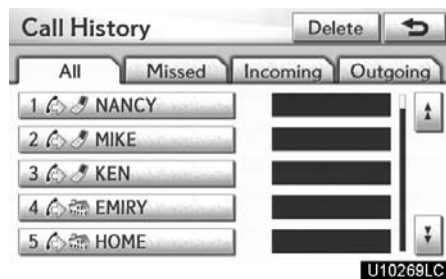 Call History Delete
All Missed Incoming Outgoing
1 NANCY
2 MIKE
3 KEN
4 EMIRY
5 HOME
U10269LC